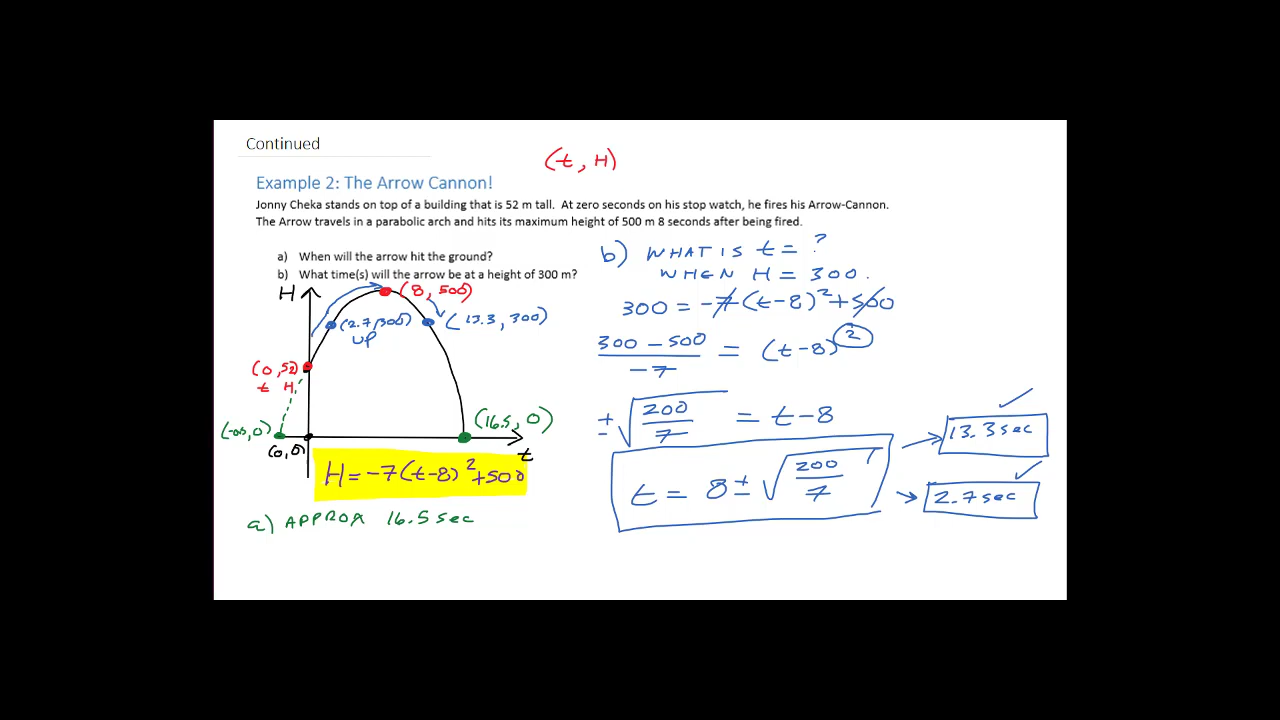 Continued
(t, H)
Example 2: The Arrow Cannon!
Jonny Cheka stands on top of a building that is 52 m tall. At zero seconds on his stop watch, he fires his Arrow-Cannon.
The Arrow travels in a parabolic arch and hits its maximum height of 500 m 8 seconds after being fired.
a) When will the arrow hit the ground?
b) What time(s) will the arrow be at a height of 300 m?
H
(8, 500)
(2.7, 300)
UP
(13.3, 300)
(0, 52)
t H
(-0.5, 0)
(0, 0)
(16.5, 0)
t
H = -7(t-8)²+500
a) APPROX 16.5 sec
b) WHAT IS t = ?
WHEN H = 300.
300 = -7(t-8)²+500
300 - 500 / -7 = (t-8)²
± √200/7 = t-8
t = 8 ± √200/7
13.3 sec
2.7 sec